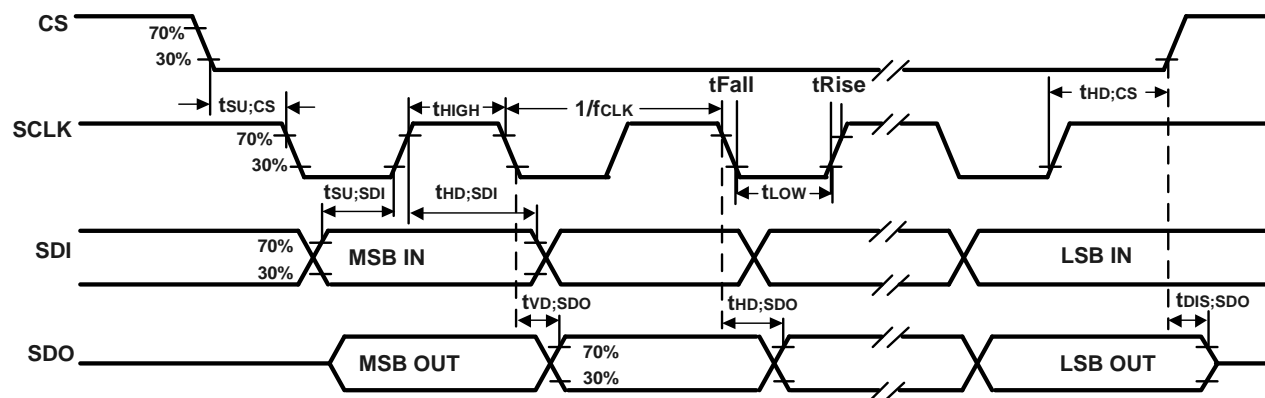 CS
70%
30%
tFall
tRise
tSU;CS
tHIGH
1/fCLK
tHD;CS
SCLK
70%
30%
tSU;SDI
tHD;SDI
tLOW
SDI
70%
30%
MSB IN
LSB IN
tVD;SDO
tHD;SDO
tDIS;SDO
SDO
MSB OUT
70%
30%
LSB OUT